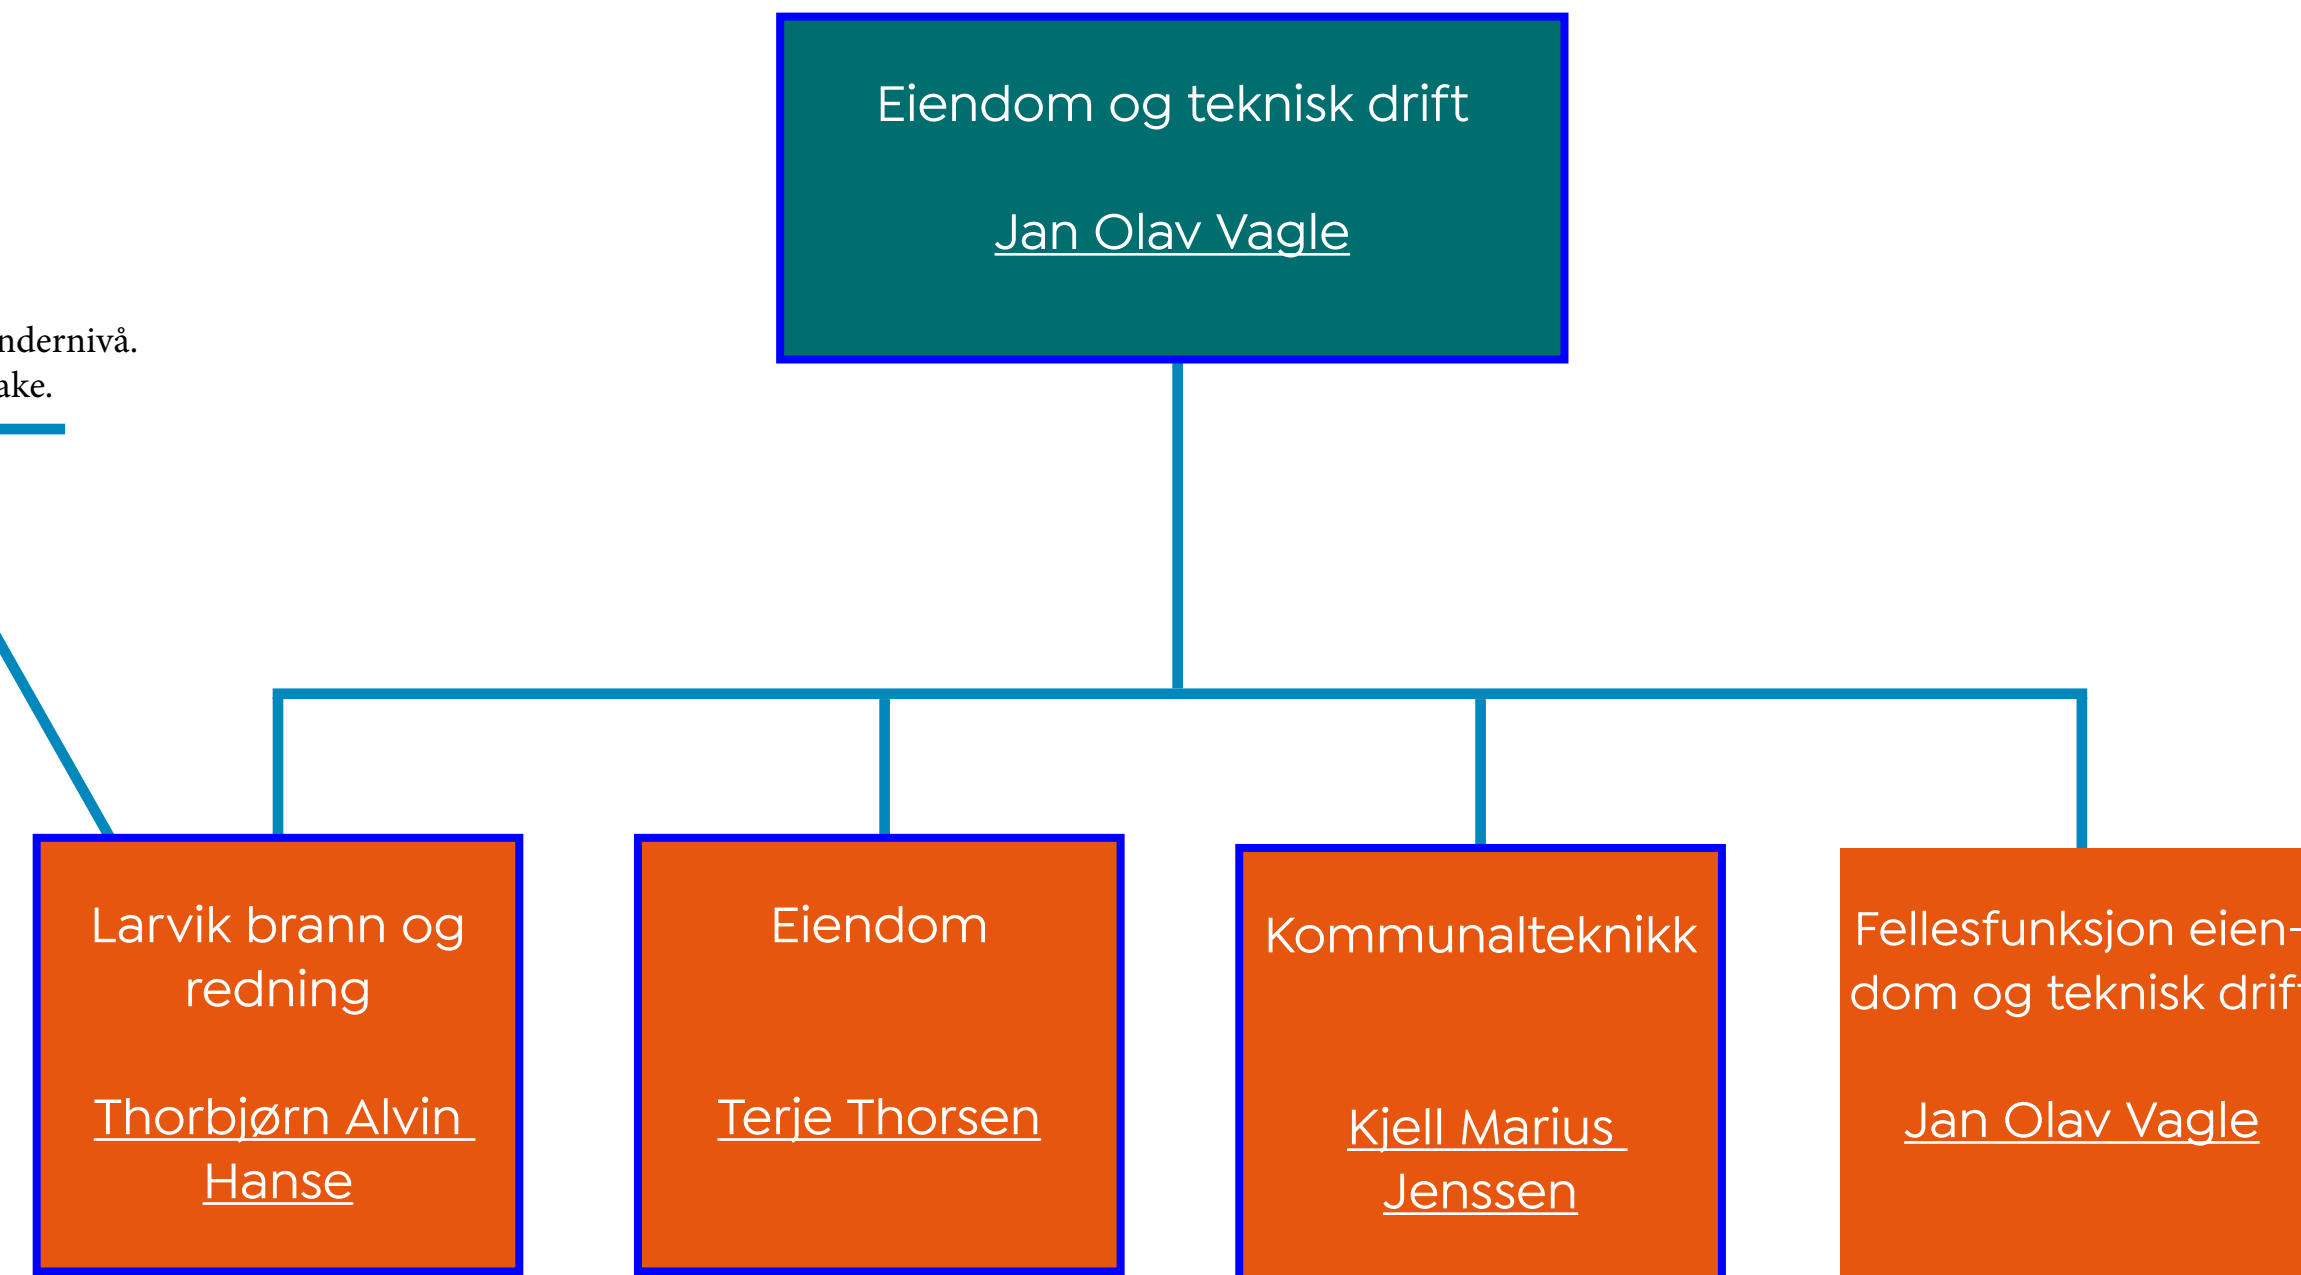 Eiendom og teknisk drift
Jan Olav Vagle
ndernivå.
ake.
Larvik brann og
redning
Thorbjørn Alvin
Hanse
Eiendom
Terje Thorsen
Kommunalteknikk
Kjell Marius
Jenssen
Fellesfunksjon eien-
dom og teknisk drift
Jan Olav Vagle